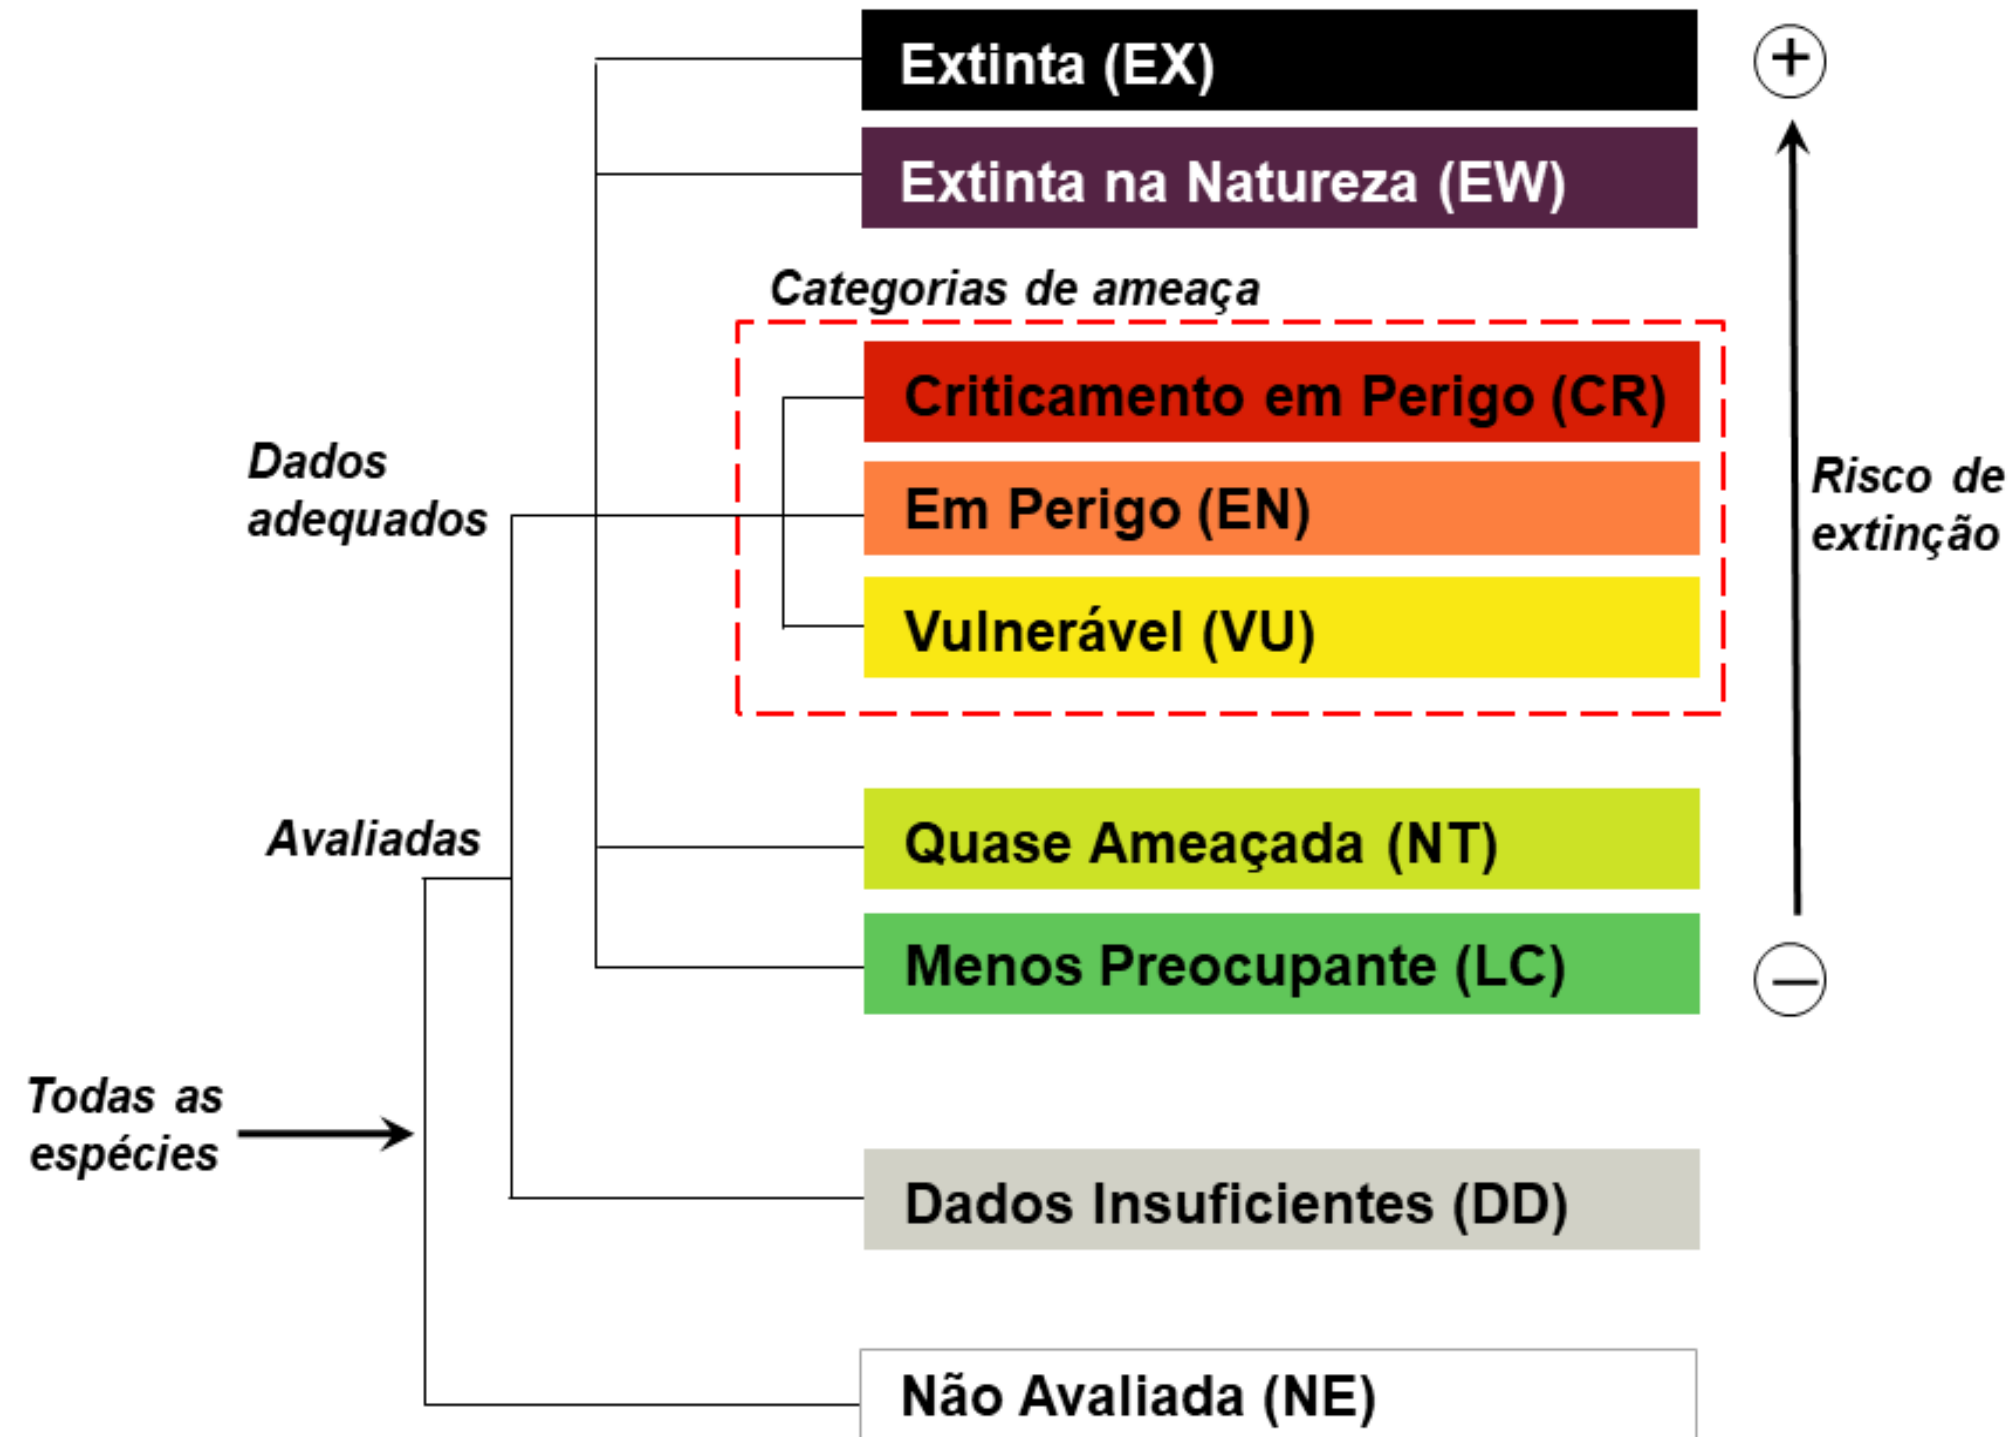 Extinta (EX)
+
Extinta na Natureza (EW)
Categorias de ameaça
Criticamento em Perigo (CR)
Dados
adequados
Em Perigo (EN)
Risco de
extinção
Vulnerável (VU)
Avaliadas
Quase Ameaçada (NT)
Menos Preocupante (LC)
−
Todas as
espécies
Dados Insuficientes (DD)
Não Avaliada (NE)